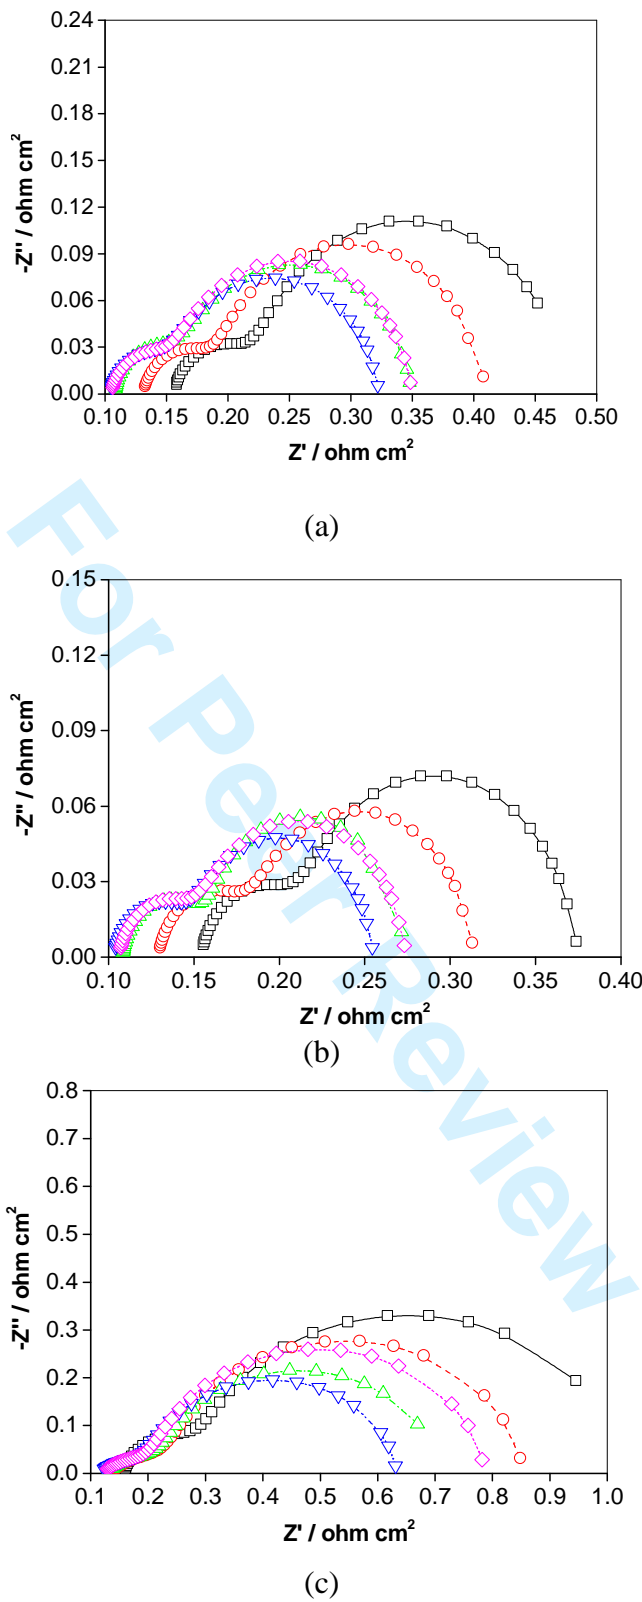 0.24
0.21
0.18
0.15
0.12
0.09
0.06
0.03
0.00
-Z" / ohm cm²
0.10 0.15 0.20 0.25 0.30 0.35 0.40 0.45 0.50
Z' / ohm cm²
(a)
0.15
0.12
0.09
0.06
0.03
0.00
-Z" / ohm cm²
0.10 0.15 0.20 0.25 0.30 0.35 0.40
Z' / ohm cm²
(b)
0.8
0.7
0.6
0.5
0.4
0.3
0.2
0.1
0.0
-Z" / ohm cm²
0.1 0.2 0.3 0.4 0.5 0.6 0.7 0.8 0.9 1.0
Z' / ohm cm²
(c)
For Peer Review